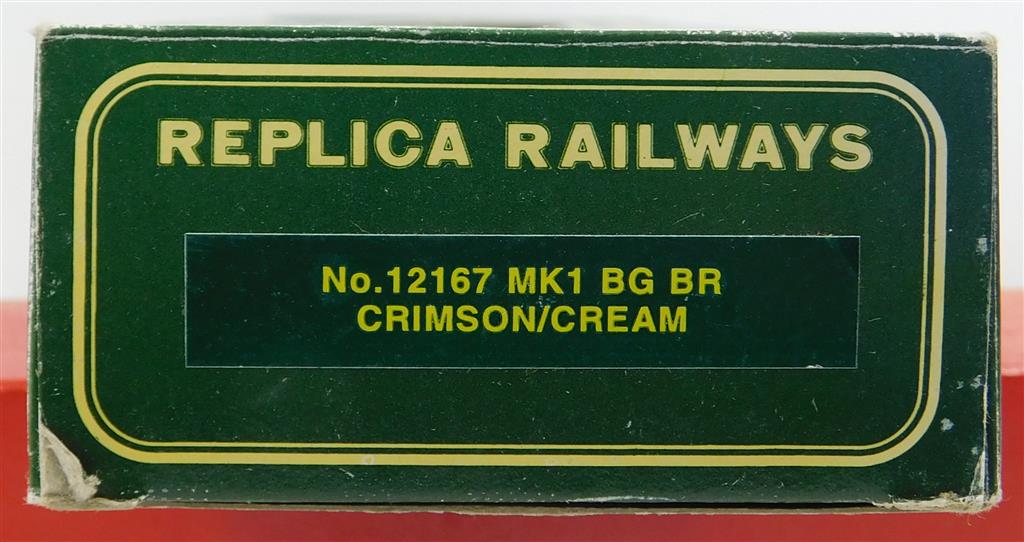 REPLICA RAILWAYS
No.12167 MK1 BG BR
CRIMSON/CREAM